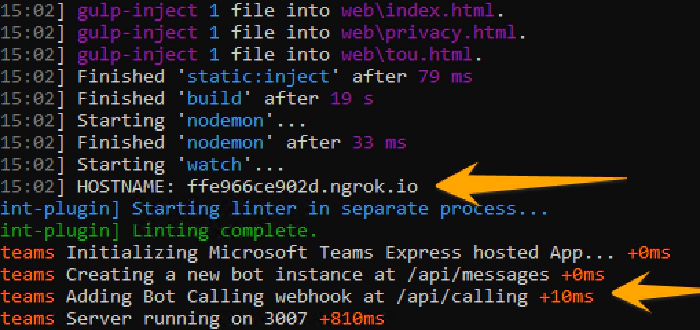 15:02] gulp-inject 1 file into web\index.html.
15:02] gulp-inject 1 file into web\privacy.html.
15:02] gulp-inject 1 file into web\tou.html.
15:02] Finished 'static:inject' after 79 ms
15:02] Finished 'build' after 19 s
15:02] Starting 'nodemon'...
15:02] Finished 'nodemon' after 33 ms
15:02] Starting 'watch'...
15:02] HOSTNAME: ffe966ce902d.ngrok.io
int-plugin] Starting linter in separate process...
int-plugin] Linting complete.
teams Initializing Microsoft Teams Express hosted App... +0ms
teams Creating a new bot instance at /api/messages +0ms
teams Adding Bot Calling webhook at /api/calling +10ms
teams Server running on 3007 +810ms